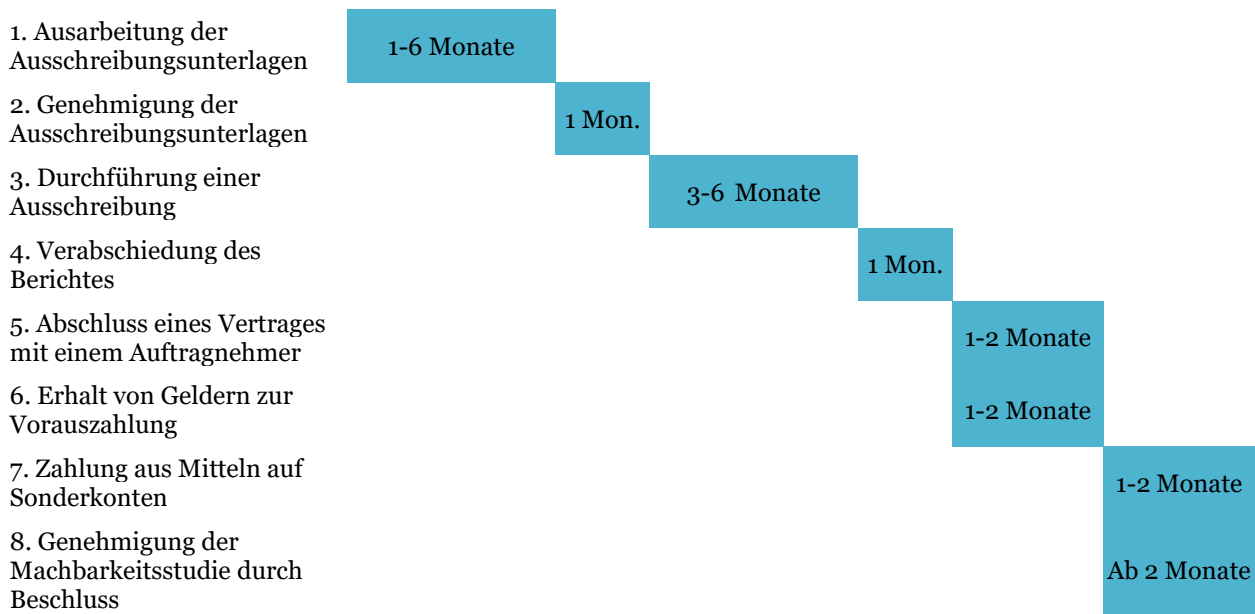 1. Ausarbeitung der
Ausschreibungsunterlagen
1-6 Monate
2. Genehmigung der
Ausschreibungsunterlagen
1 Mon.
3. Durchführung einer
Ausschreibung
3-6 Monate
4. Verabschiedung des
Berichtes
1 Mon.
5. Abschluss eines Vertrages
mit einem Auftragnehmer
1-2 Monate
6. Erhalt von Geldern zur
Vorauszahlung
1-2 Monate
7. Zahlung aus Mitteln auf
Sonderkonten
1-2 Monate
8. Genehmigung der
Machbarkeitsstudie durch
Beschluss
Ab 2 Monate